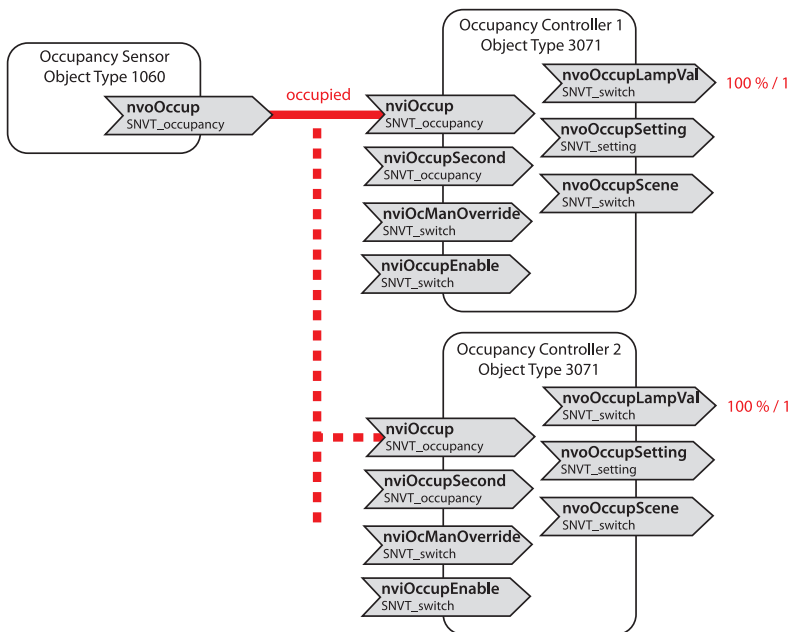 Occupancy Sensor
Object Type 1060
nvoOccup
SNVT_occupancy
occupied
Occupancy Controller 1
Object Type 3071
nviOccup
SNVT_occupancy
nviOccupSecond
SNVT_occupancy
nviOcManOverride
SNVT_switch
nviOccupEnable
SNVT_switch
nvoOccupLampVal
SNVT_switch
100 % / 1
nvoOccupSetting
SNVT_setting
nvoOccupScene
SNVT_switch
Occupancy Controller 2
Object Type 3071
nviOccup
SNVT_occupancy
nviOccupSecond
SNVT_occupancy
nviOcManOverride
SNVT_switch
nviOccupEnable
SNVT_switch
nvoOccupLampVal
SNVT_switch
100 % / 1
nvoOccupSetting
SNVT_setting
nvoOccupScene
SNVT_switch